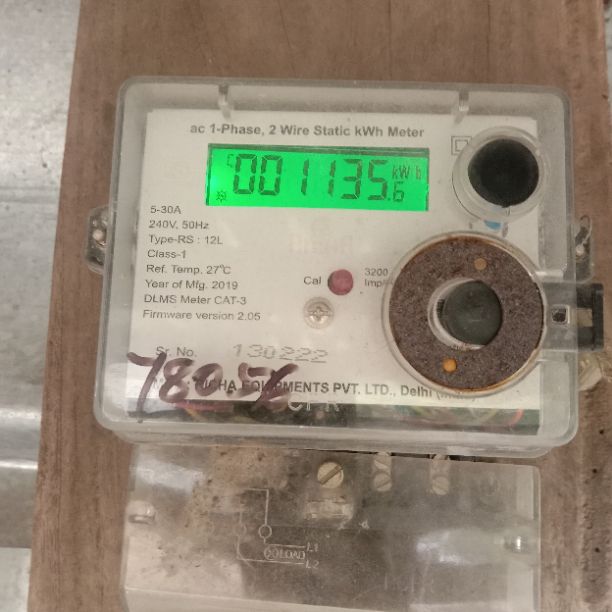 ac 1-Phase, 2 Wire Static kWh Meter
C 001135.6 kWh
5-30A
240V, 50Hz
Type-RS : 12L
Class-1
Ref. Temp. 27°C
Year of Mfg. 2019
DLMS Meter CAT-3
Firmware version 2.05
Cal
3200
Imp/
Sr. No. 130222
780.56
EQUIPMENTS PVT. LTD., Delhi
LOAD
L1
L2